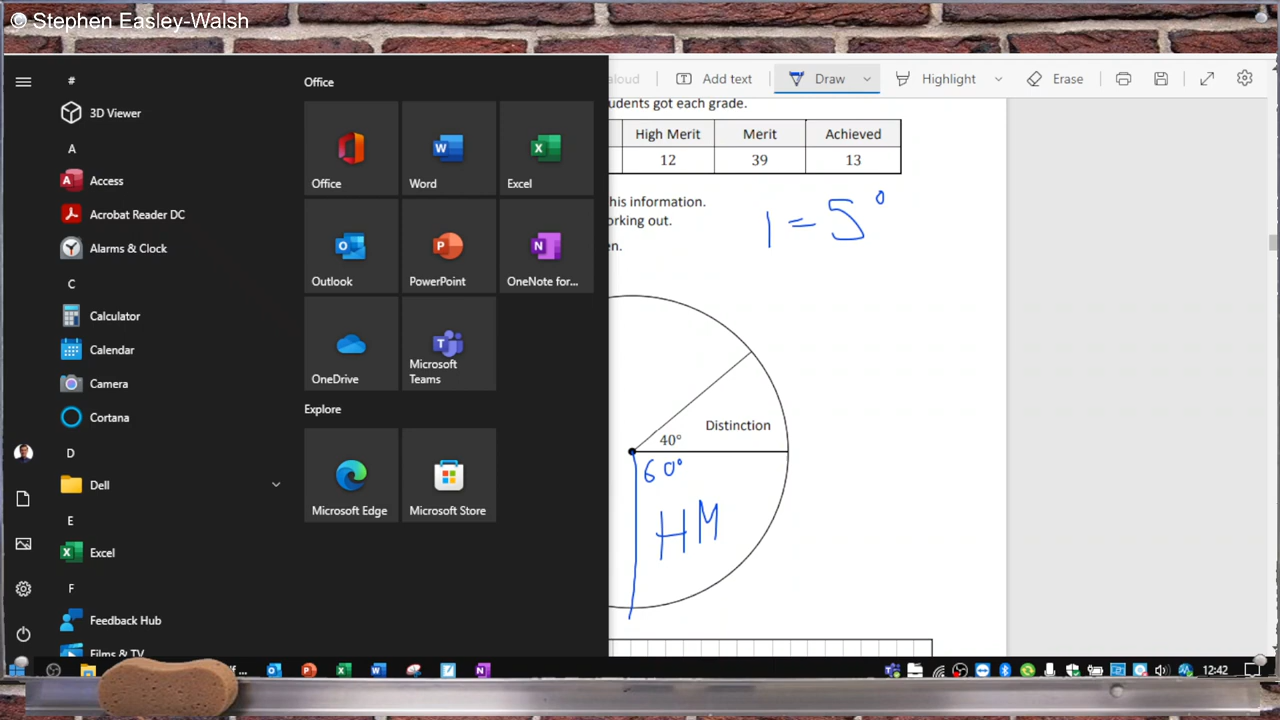 © Stephen Easley-Walsh
#
3D Viewer
A
Access
Acrobat Reader DC
Alarms & Clock
C
Calculator
Calendar
Camera
Cortana
D
Dell
E
Excel
F
Feedback Hub
Films & TV
Office
Office
Word
Excel
Outlook
PowerPoint
OneNote for...
OneDrive
Microsoft
Teams
Explore
Microsoft Edge
Microsoft Store
aloud
Add text
Draw
Highlight
Erase
udents got each grade.
High Merit Merit Achieved
12 39 13
his information.
orking out.
en.
1 = 5°
Distinction
40°
60°
HM
12:42